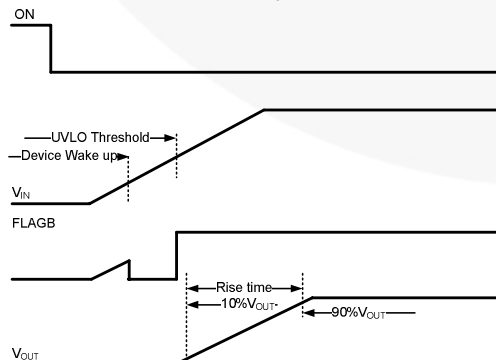 ON
UVLO Threshold
Device Wake up
VIN
FLAGB
Rise time
10%VOUT
90%VOUT
VOUT